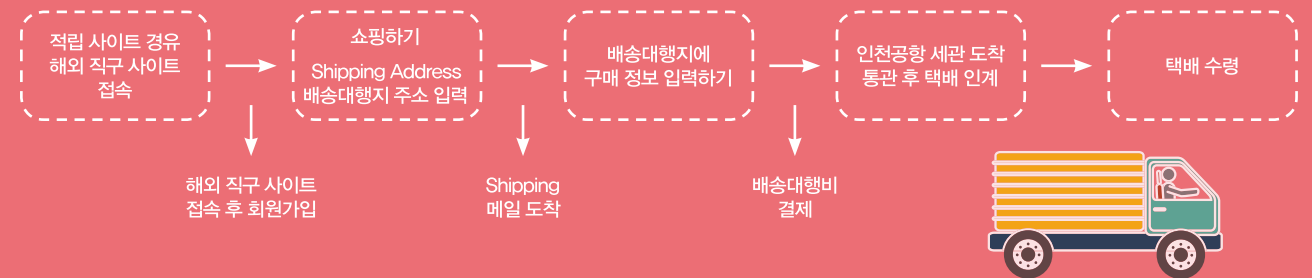 적립 사이트 경유
해외 직구 사이트
접속
쇼핑하기
Shipping Address
배송대행지 주소 입력
배송대행지에
구매 정보 입력하기
인천공항 세관 도착
통관 후 택배 인계
택배 수령
해외 직구 사이트
접속 후 회원가입
Shipping
메일 도착
배송대행비
결제